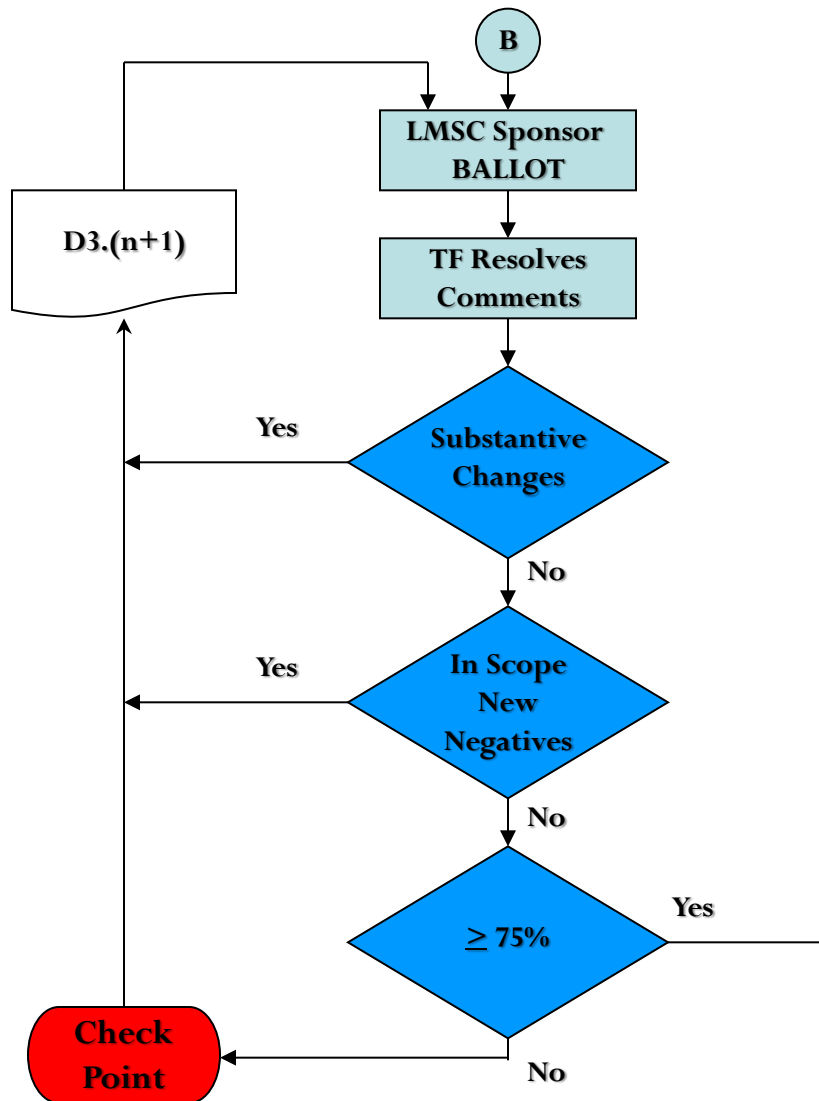 B
LMSC Sponsor
BALLOT
D3.(n+1)
TF Resolves
Comments
Yes
Substantive
Changes
No
Yes
In Scope
New
Negatives
No
≥ 75%
Yes
Check
Point
No